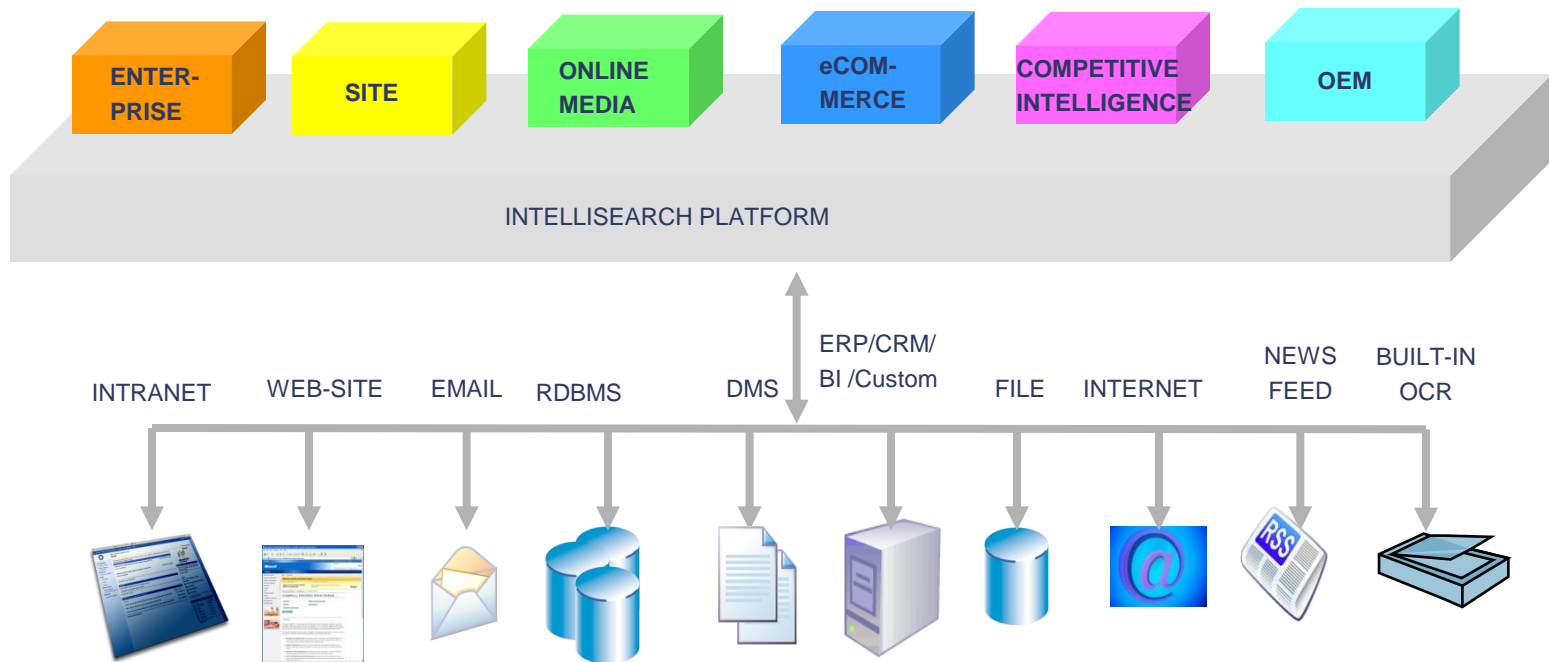 ENTER-
PRISE
SITE
ONLINE
MEDIA
eCOM-
MERCE
COMPETITIVE
INTELLIGENCE
OEM
INTELLISEARCH PLATFORM
INTRANET
WEB-SITE
EMAIL
RDBMS
DMS
ERP/CRM/
BI /Custom
FILE
INTERNET
NEWS
FEED
BUILT-IN
OCR
@
RSS